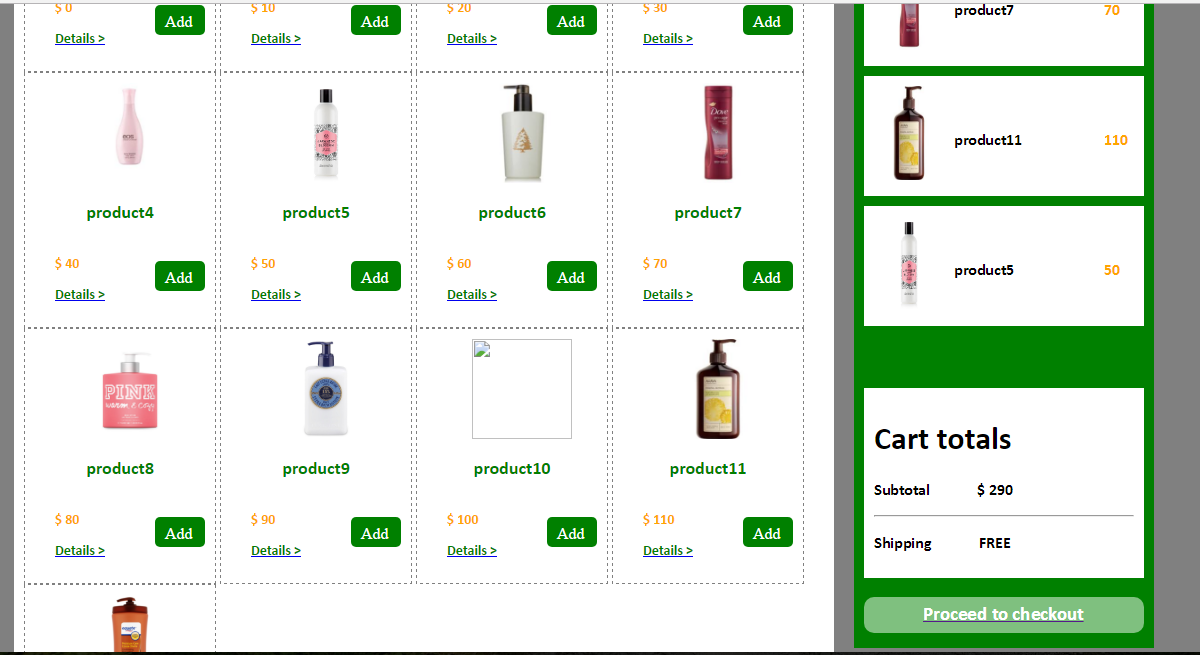 $ 0
Add
$ 10
Add
$ 20
Add
$ 30
Add
Details >
Details >
Details >
Details >
product4
product5
product6
product7
$ 40
Add
$ 50
Add
$ 60
Add
$ 70
Add
Details >
Details >
Details >
Details >
Dove
PINK
product8
product9
product10
product11
$ 80
Add
$ 90
Add
$ 100
Add
$ 110
Add
Details >
Details >
Details >
Details >
product7 70
product11 110
product5 50
Cart totals
Subtotal $ 290
Shipping FREE
Proceed to checkout